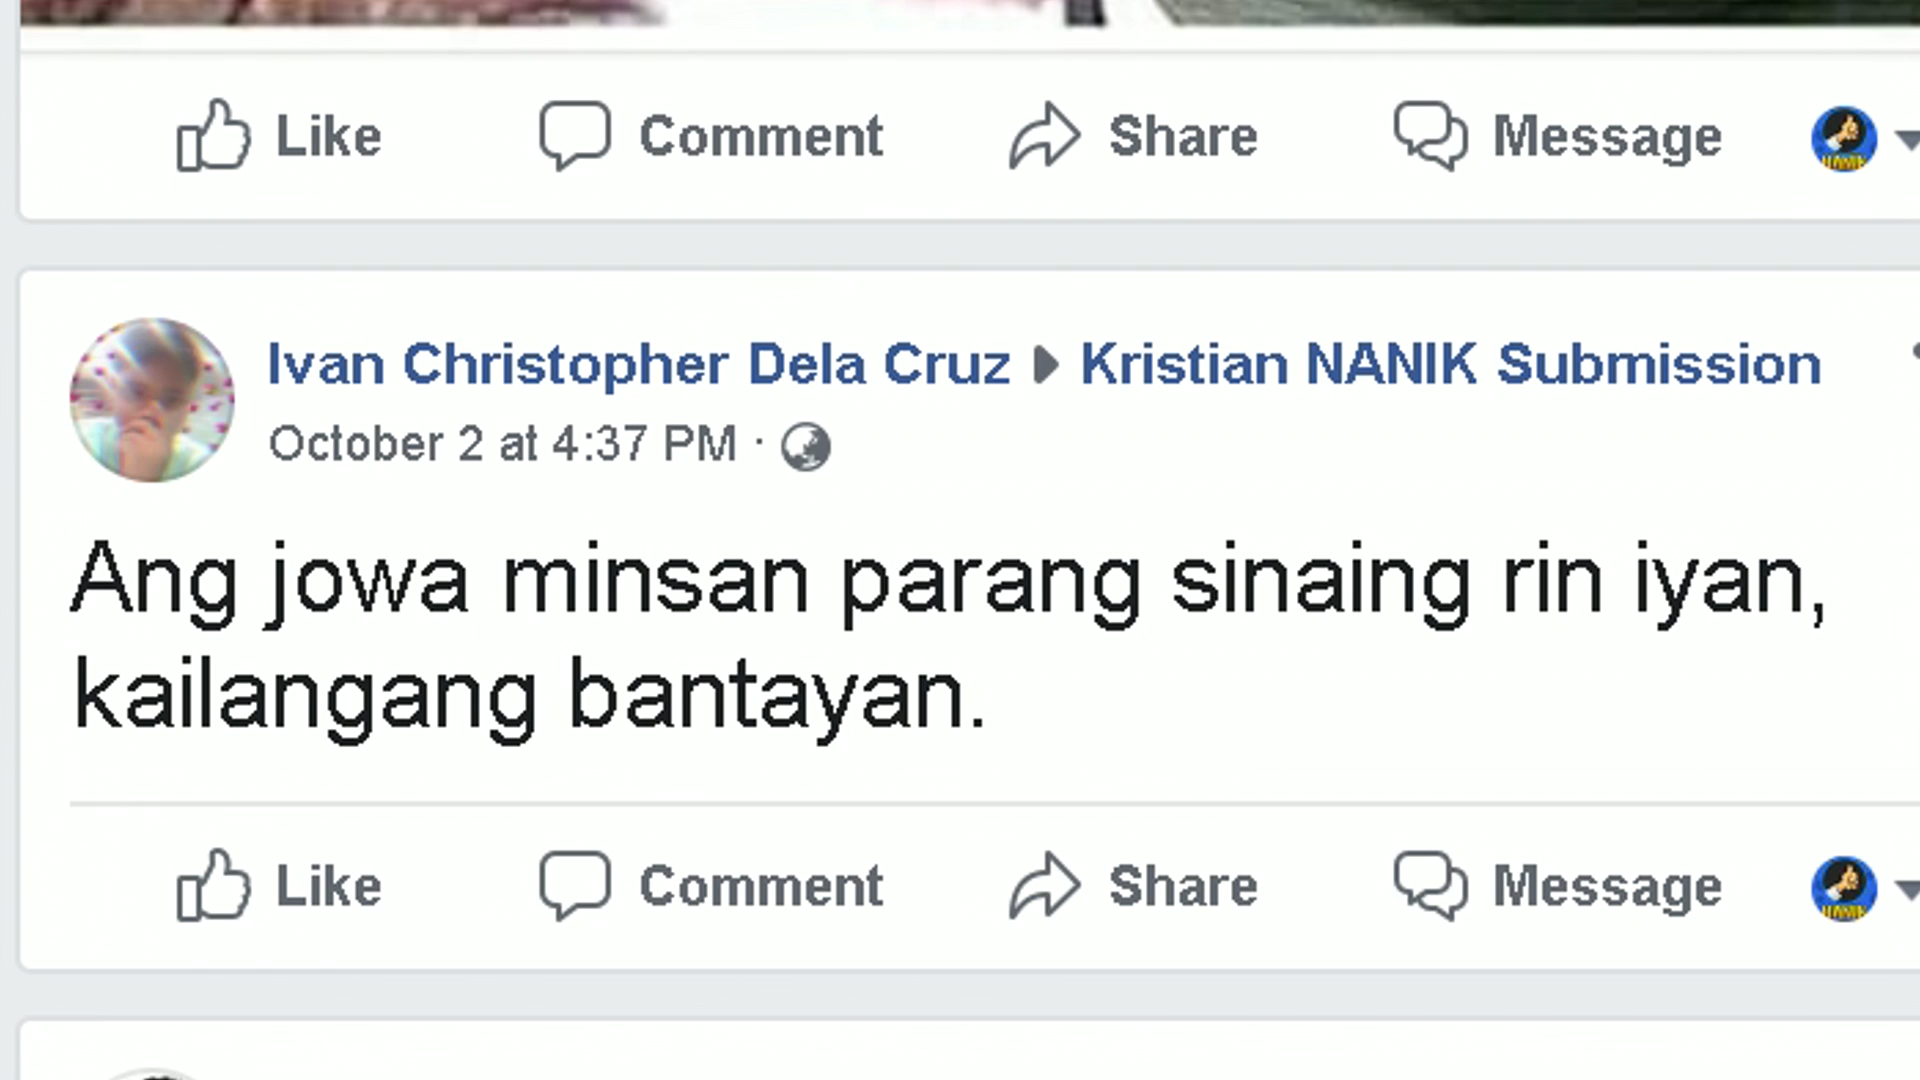 Like Comment Share Message
Ivan Christopher Dela Cruz Kristian NANIK Submission
October 2 at 4:37 PM ·
Ang jowa minsan parang sinaing rin iyan,
kailangang bantayan.
Like Comment Share Message